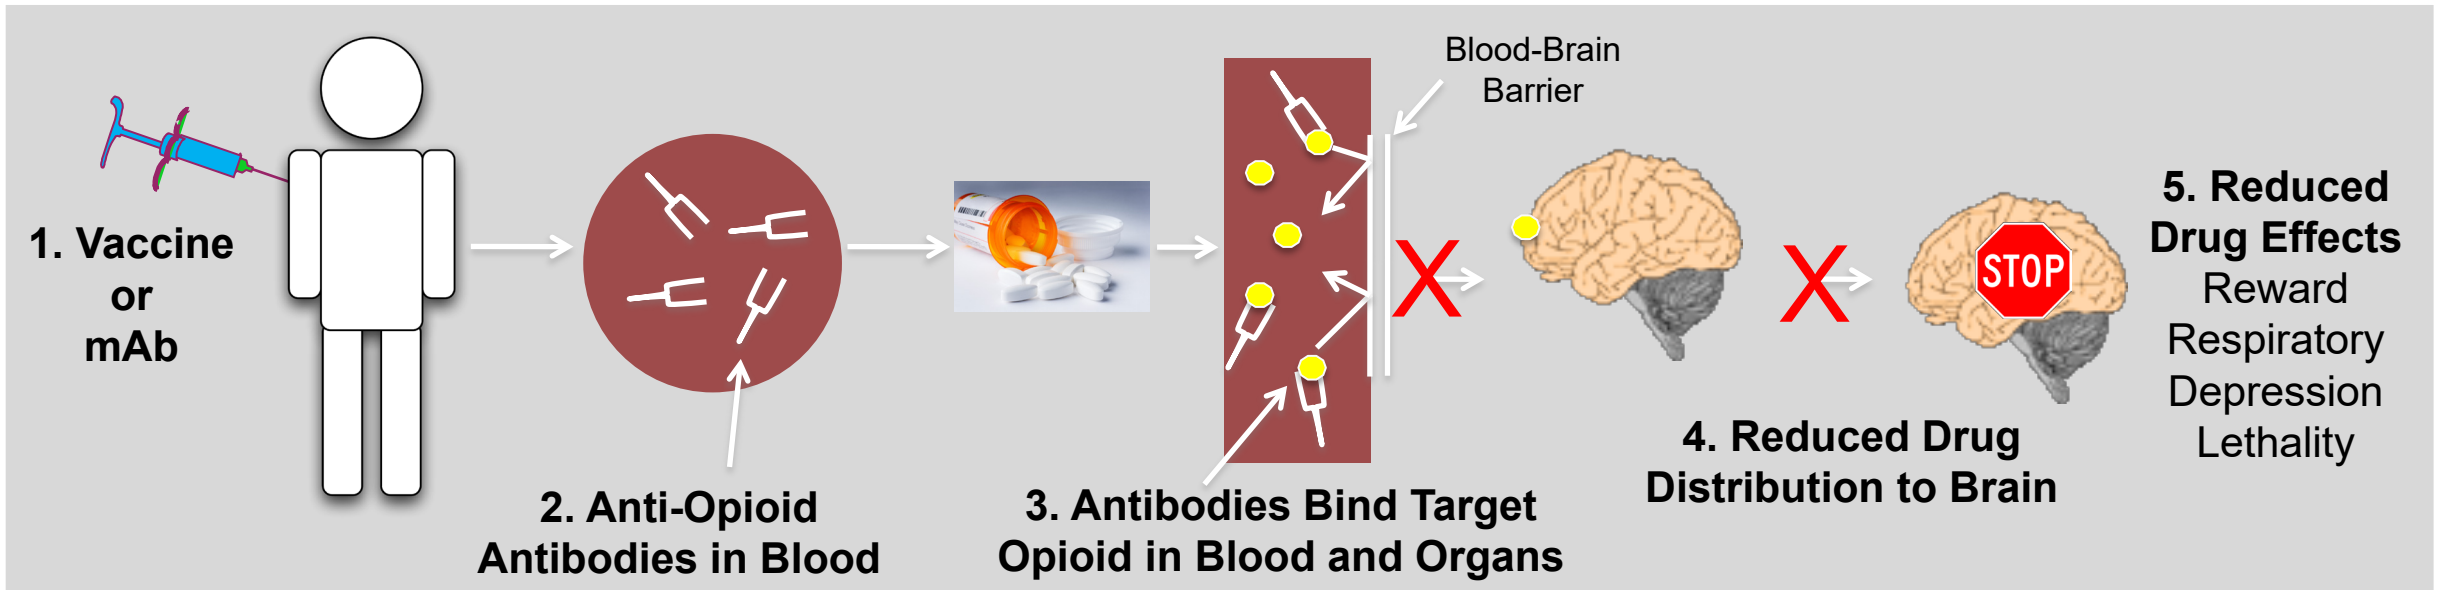 1. Vaccine
or
mAb
2. Anti-Opioid
Antibodies in Blood
3. Antibodies Bind Target
Opioid in Blood and Organs
Blood-Brain
Barrier
4. Reduced Drug
Distribution to Brain
STOP
5. Reduced
Drug Effects
Reward
Respiratory
Depression
Lethality